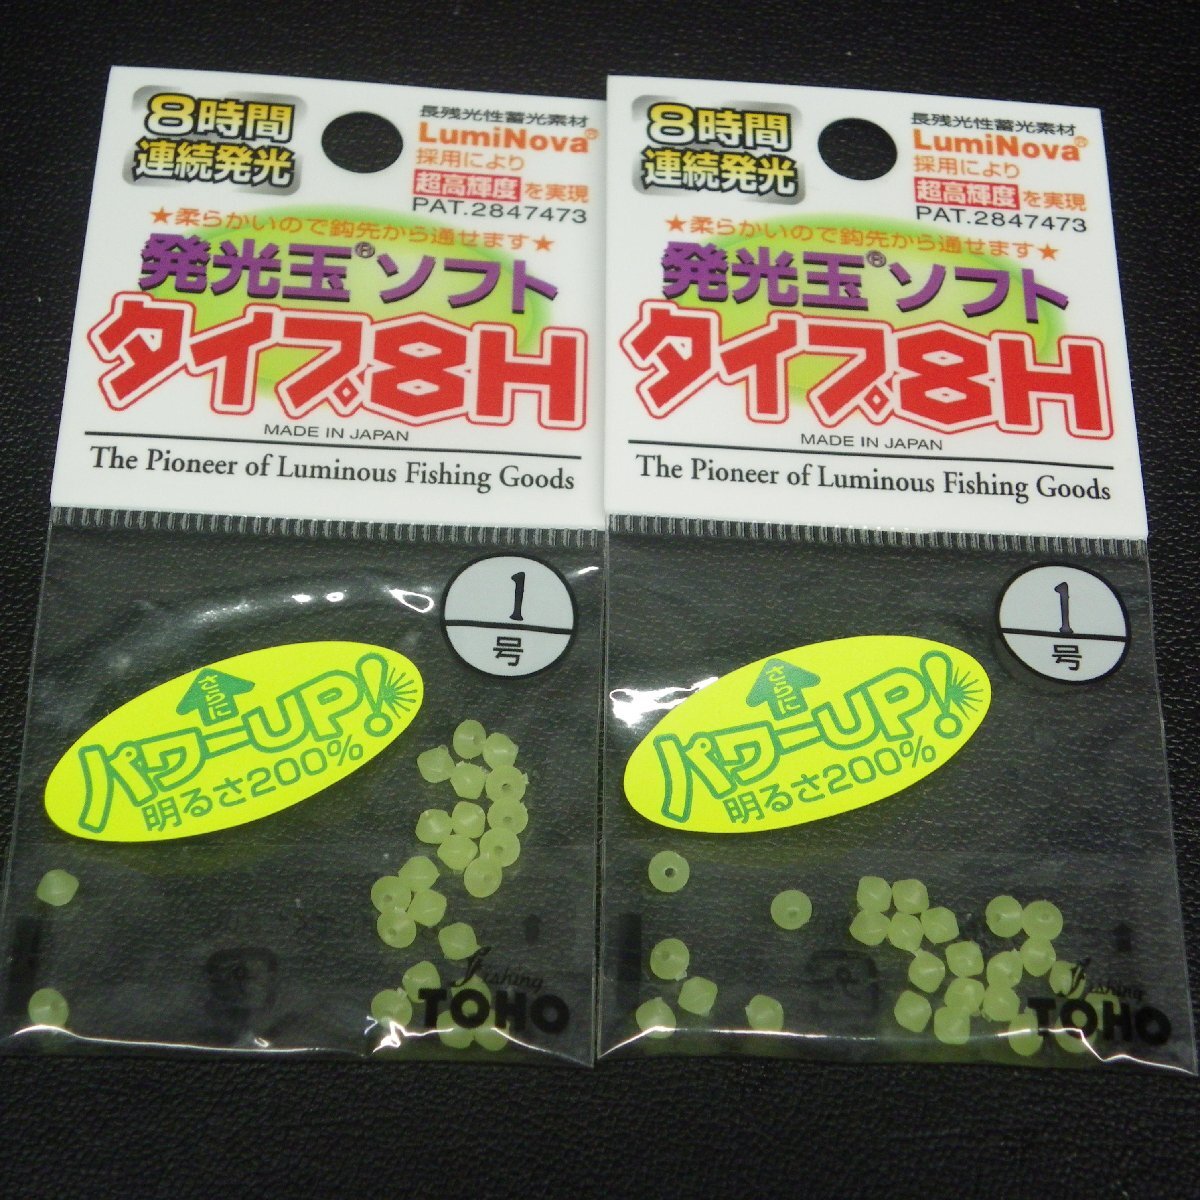 8時間
連続発光
長残光性蓄光素材
LumiNova®
採用により
超高輝度を実現
PAT.2847473
★柔らかいので鈎先から通せます★
発光玉®ソフト
タイプ8H
MADE IN JAPAN
The Pioneer of Luminous Fishing Goods
1
号
さらに
パワーUP!
明るさ200%
Fishing
TOHO
8時間
連続発光
長残光性蓄光素材
LumiNova®
採用により
超高輝度を実現
PAT.2847473
★柔らかいので鈎先から通せます★
発光玉®ソフト
タイプ8H
MADE IN JAPAN
The Pioneer of Luminous Fishing Goods
1
号
さらに
パワーUP!
明るさ200%
Fishing
TOHO